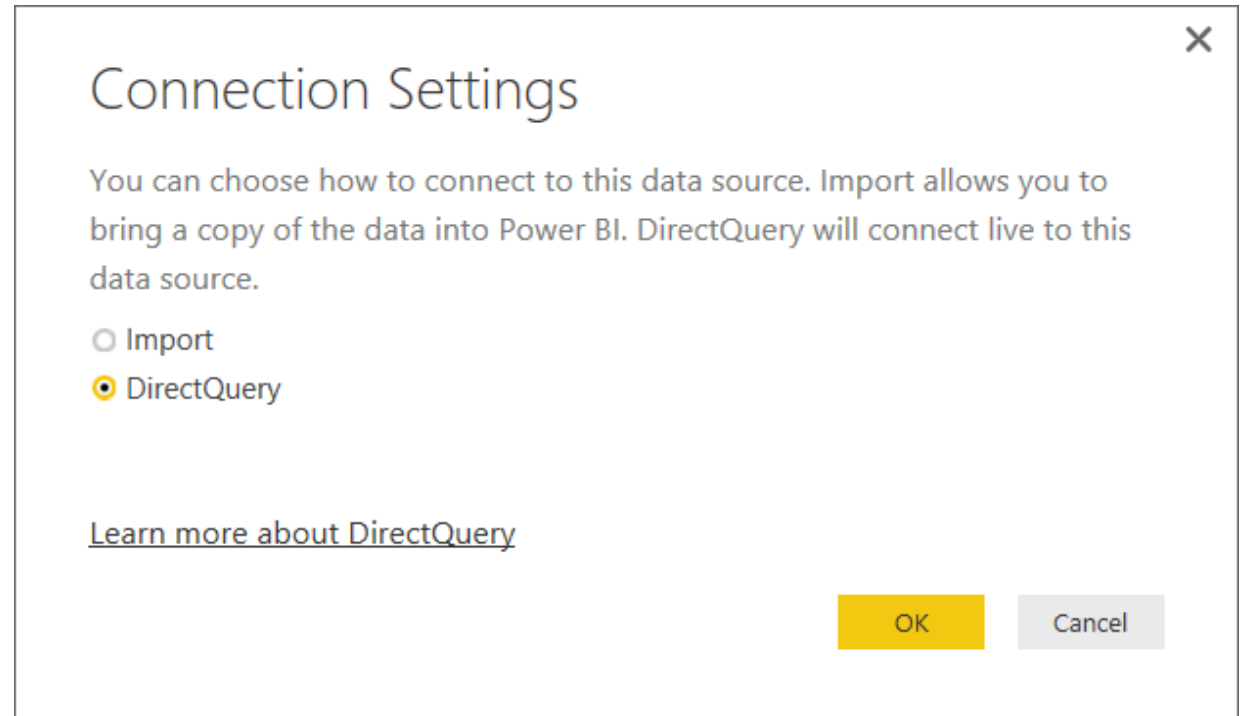 Connection Settings
You can choose how to connect to this data source. Import allows you to
bring a copy of the data into Power BI. DirectQuery will connect live to this
data source.
Import
DirectQuery
Learn more about DirectQuery
OK Cancel